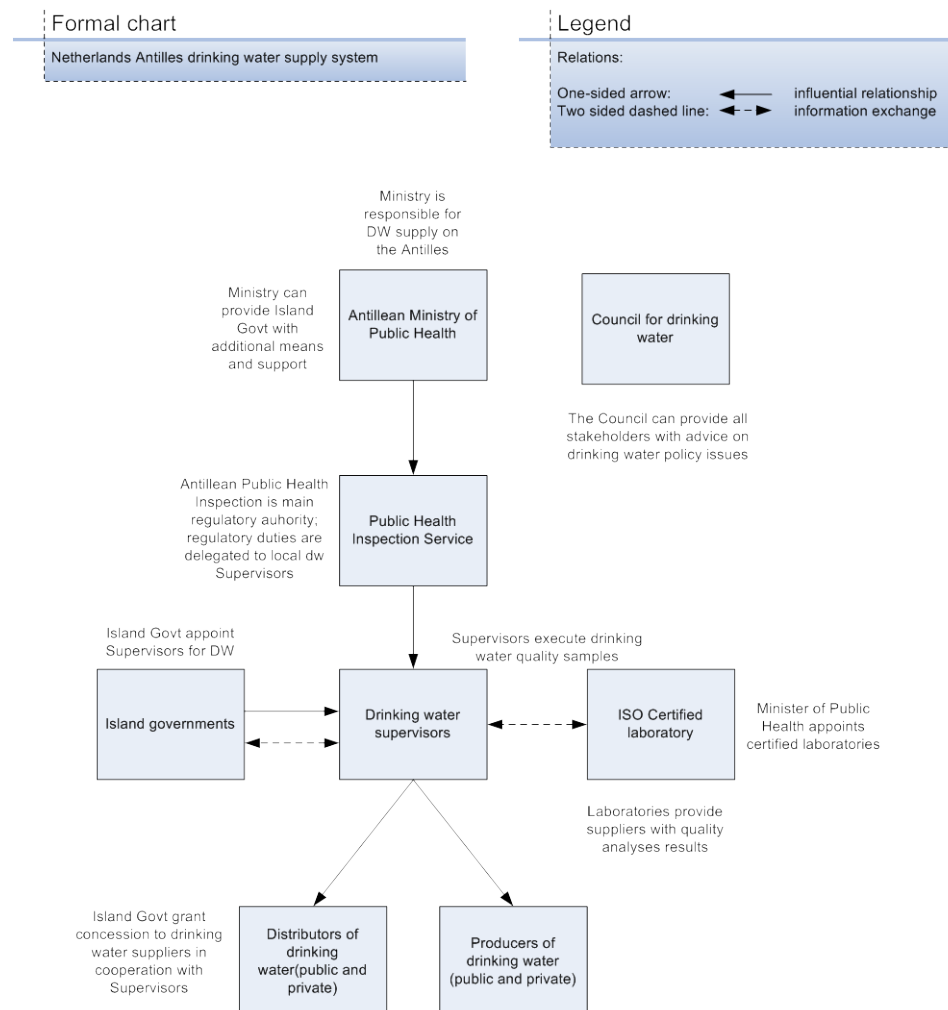 Formal chart
Netherlands Antilles drinking water supply system
Legend
Relations:
One-sided arrow: influential relationship
Two sided dashed line: information exchange
Ministry is
responsible for
DW supply on
the Antilles
Ministry can
provide Island
Govt with
additional means
and support
Antillean Ministry of
Public Health
Council for drinking
water
The Council can provide all
stakeholders with advice on
drinking water policy issues
Antillean Public Health
Inspection is main
regulatory auhority;
regulatory duties are
delegated to local dw
Supervisors
Public Health
Inspection Service
Island Govt appoint
Supervisors for DW
Supervisors execute drinking
water quality samples
Island governments
Drinking water
supervisors
ISO Certified
laboratory
Minister of Public
Health appoints
certified laboratories
Laboratories provide
suppliers with quality
analyses results
Island Govt grant
concession to drinking
water suppliers in
cooperation with
Supervisors
Distributors of
drinking
water(public and
private)
Producers of
drinking water
(public and private)